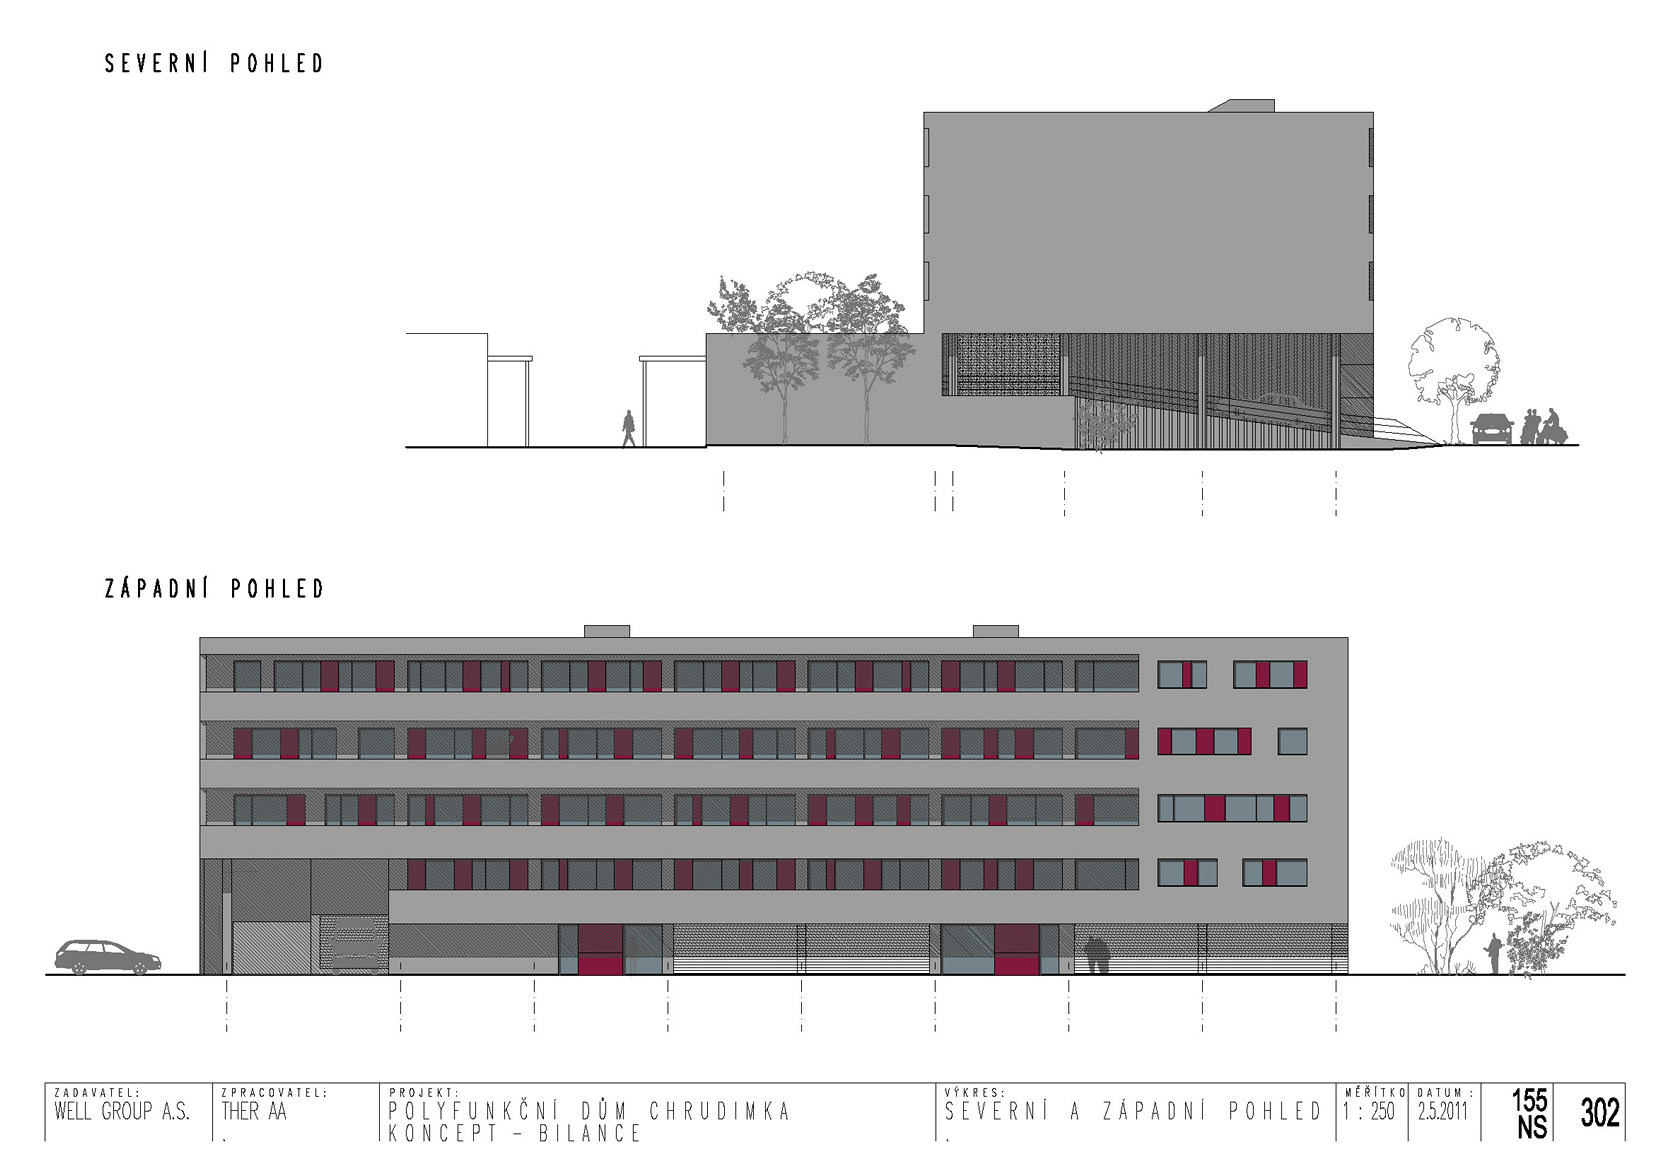 SEVERNÍ POHLED
ZÁPADNÍ POHLED
ZADAVATEL:
WELL GROUP A.S.
ZPRACOVATEL:
THER AA
.
PROJEKT:
POLYFUNKČNÍ DŮM CHRUDIMKA
KONCEPT – BILANCE
VÝKRES:
SEVERNÍ A ZÁPADNÍ POHLED
.
MĚŘÍTKO
1 : 250
DATUM :
2.5.2011
155
NS
302